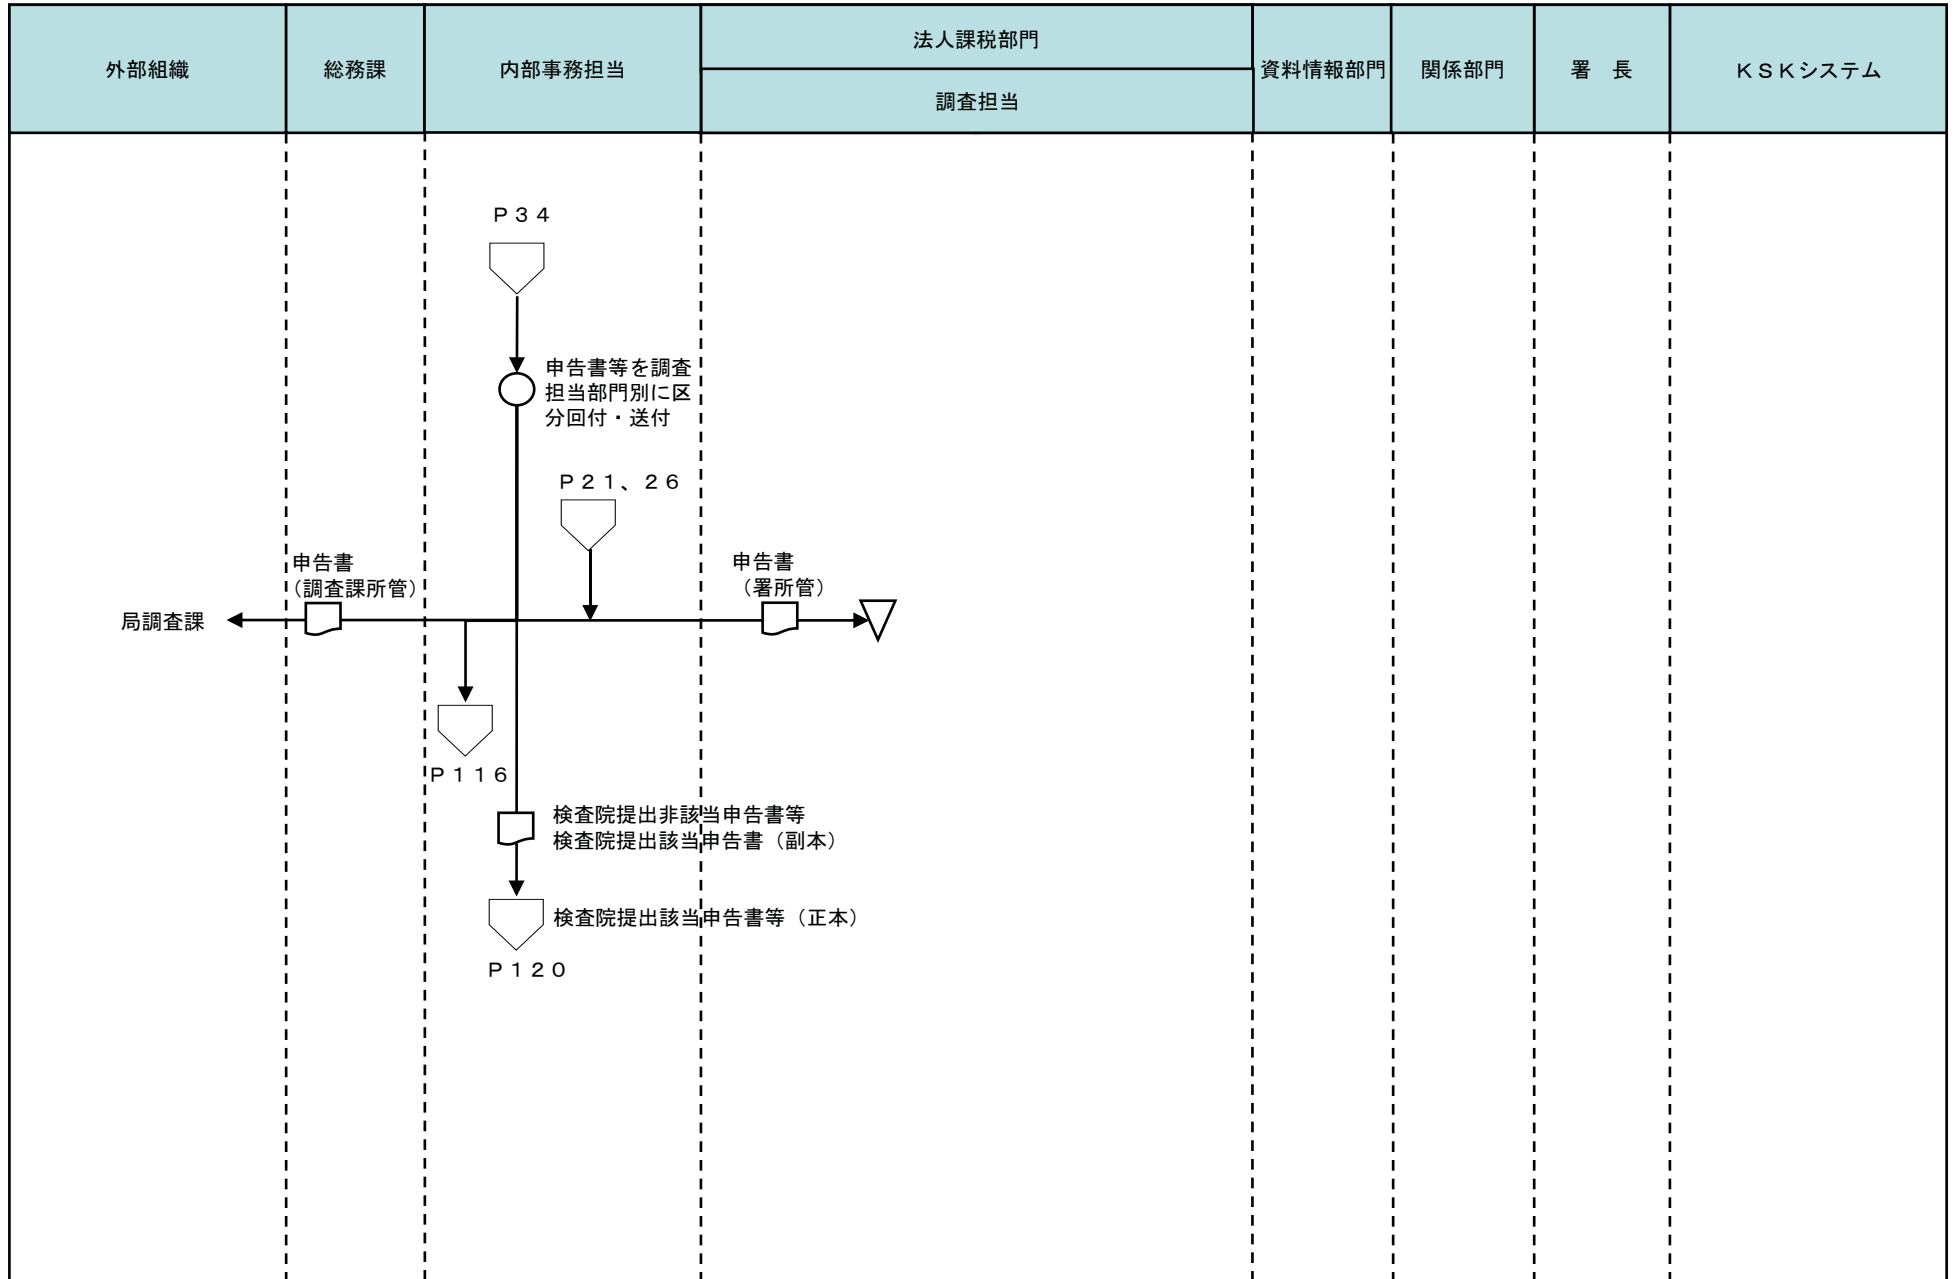 外部組織
総務課
内部事務担当
法人課税部門
調査担当
資料情報部門
関係部門
署　長
ＫＳＫシステム
Ｐ３４
申告書等を調査
担当部門別に区
分回付・送付
Ｐ２１、２６
申告書
（調査課所管）
申告書
（署所管）
局調査課
Ｐ１１６
検査院提出非該当申告書等
検査院提出該当申告書（副本）
検査院提出該当申告書等（正本）
Ｐ１２０